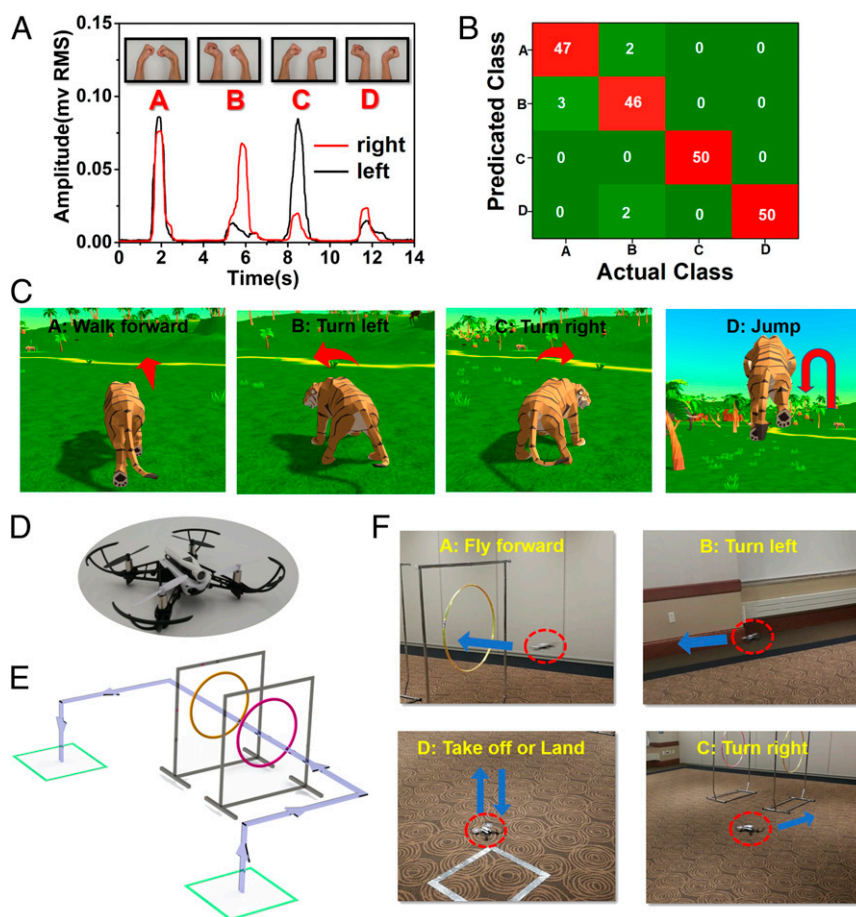 A
Amplitude(mv RMS)
0.15
0.10
0.05
0.00
A
B
C
D
right
left
0
2
4
6
8
10
12
14
Time(s)
B
Predicated Class
A
B
C
D
47
2
0
0
3
46
0
0
0
0
50
0
0
2
0
50
A
B
C
D
Actual Class
C
A: Walk forward
B: Turn left
C: Turn right
D: Jump
D
E
F
A: Fly forward
B: Turn left
D: Take off or Land
C: Turn right